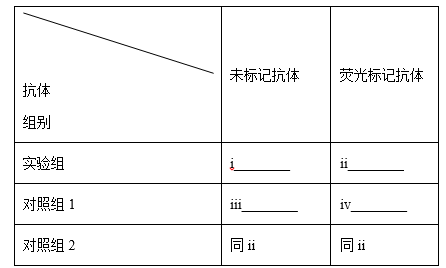 未标记抗体
荧光标记抗体
抗体
组别
实验组
i________
ii________
对照组 1
iii________
iv________
对照组 2
同 ii
同 ii